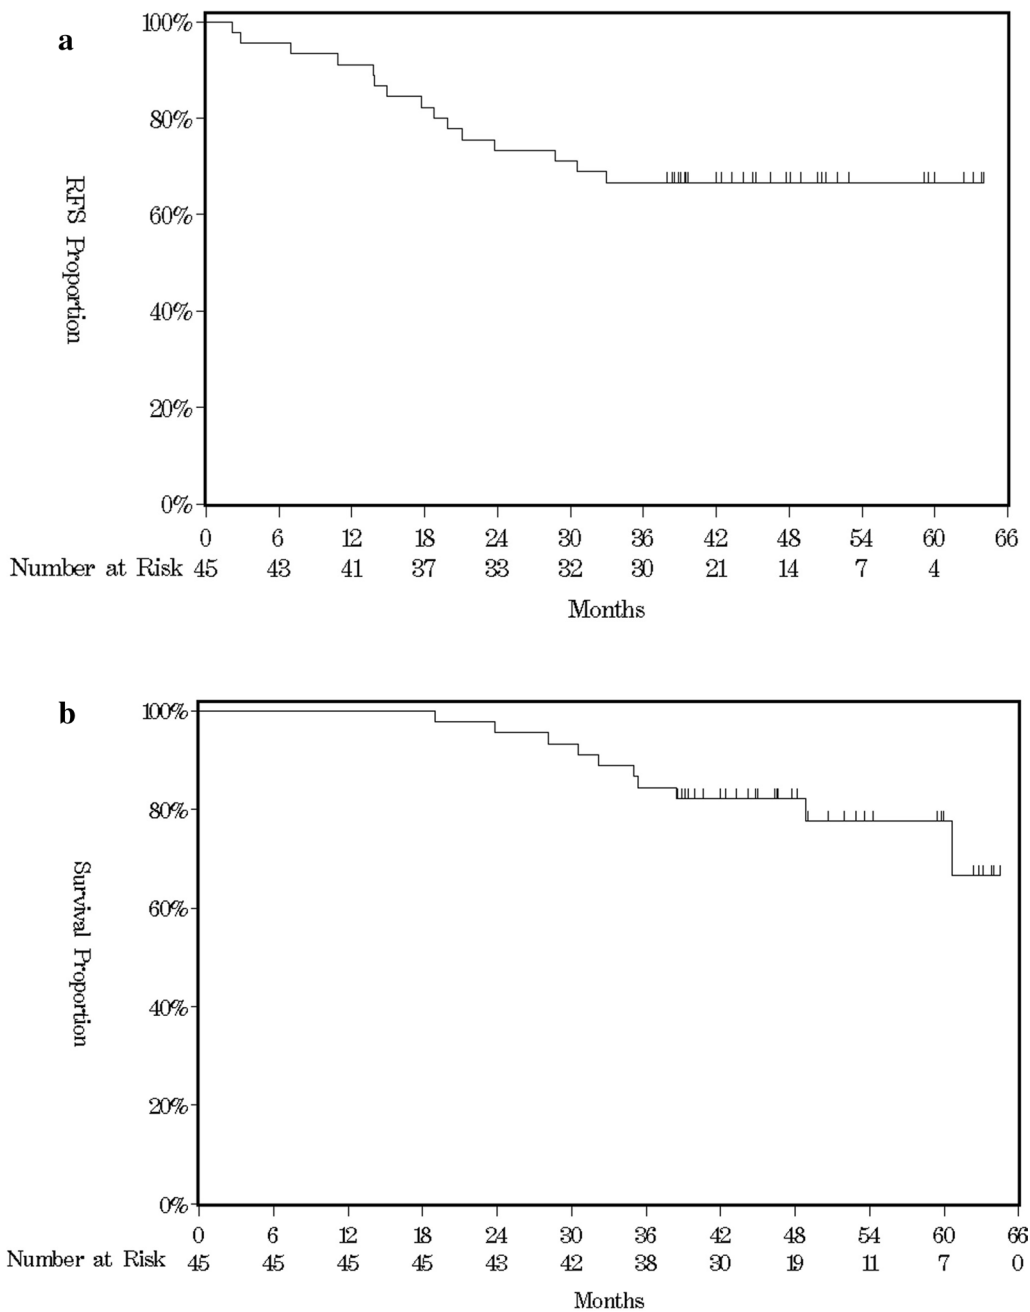 a
100%
80%
60%
40%
20%
0%
RFS Proportion
0 6 12 18 24 30 36 42 48 54 60 66
Number at Risk 45 43 41 37 33 32 30 21 14 7 4
Months
b
100%
80%
60%
40%
20%
0%
Survival Proportion
0 6 12 18 24 30 36 42 48 54 60 66
Number at Risk 45 45 45 45 43 42 38 30 19 11 7 0
Months